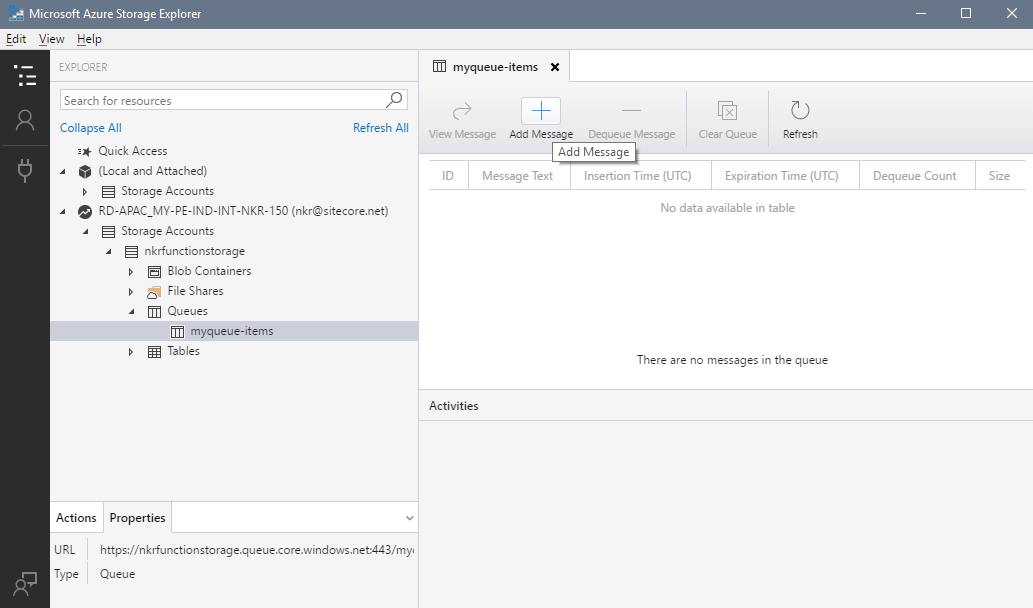 Microsoft Azure Storage Explorer
Edit View Help
EXPLORER
Search for resources
Collapse All Refresh All
Quick Access
(Local and Attached)
Storage Accounts
RD-APAC_MY-PE-IND-INT-NKR-150 (nkr@sitecore.net)
Storage Accounts
nkrfunctionstorage
Blob Containers
File Shares
Queues
myqueue-items
Tables
Actions Properties
URL https://nkrfunctionstorage.queue.core.windows.net:443/my
Type Queue
myqueue-items
View Message Add Message Dequeue Message Clear Queue Refresh
Add Message
ID Message Text Insertion Time (UTC) Expiration Time (UTC) Dequeue Count Size
No data available in table
There are no messages in the queue
Activities